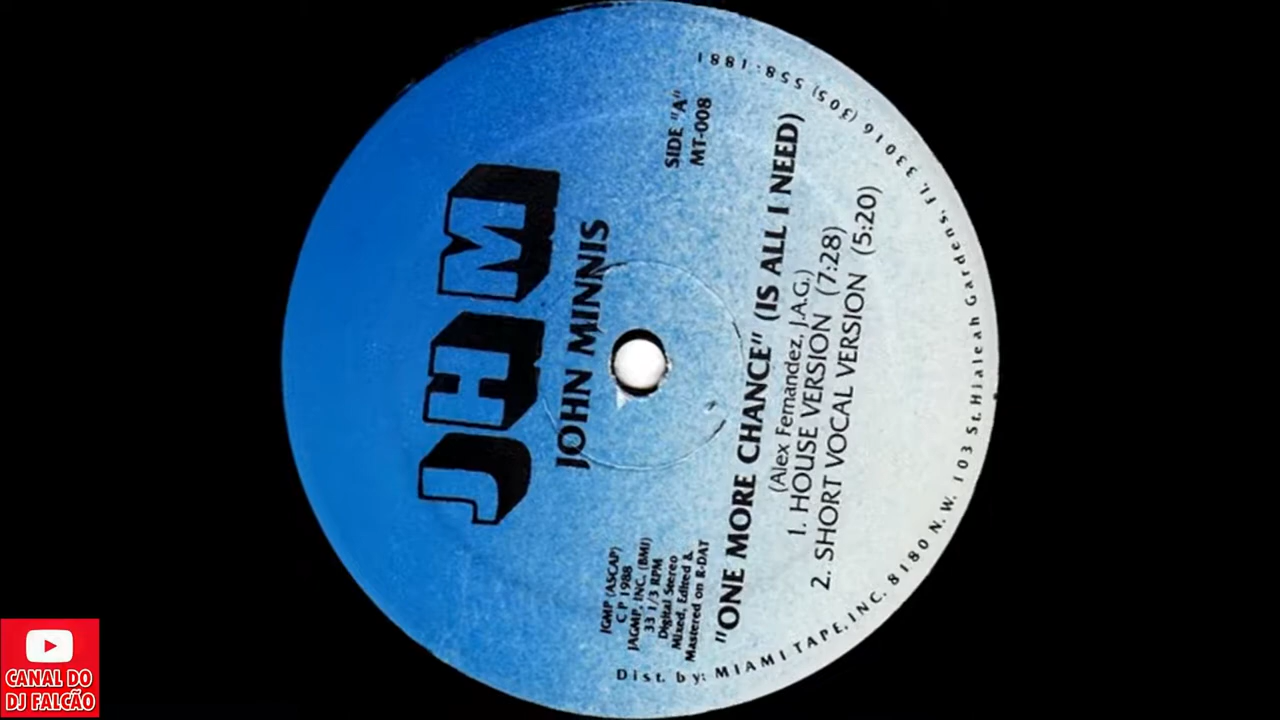 JHM
JOHN MINNIS
SIDE "A"
MT-008
JGMP (ASCAP)
C P 1988
JAGMP, INC. (BMI)
33 1/3 RPM
Digital Stereo
Mixed, Edited &
Mastered on R-DAT
"ONE MORE CHANCE" (IS ALL I NEED)
(Alex Fernandez, J.A.G.)
1. HOUSE VERSION (7:28)
2. SHORT VOCAL VERSION (5:20)
Dist. by: MIAMI TAPE, INC. 8180 N.W. 103 St. Hialeah Gardens, FL 33016 (305) 558-1881
CANAL DO
DJ FALCÃO